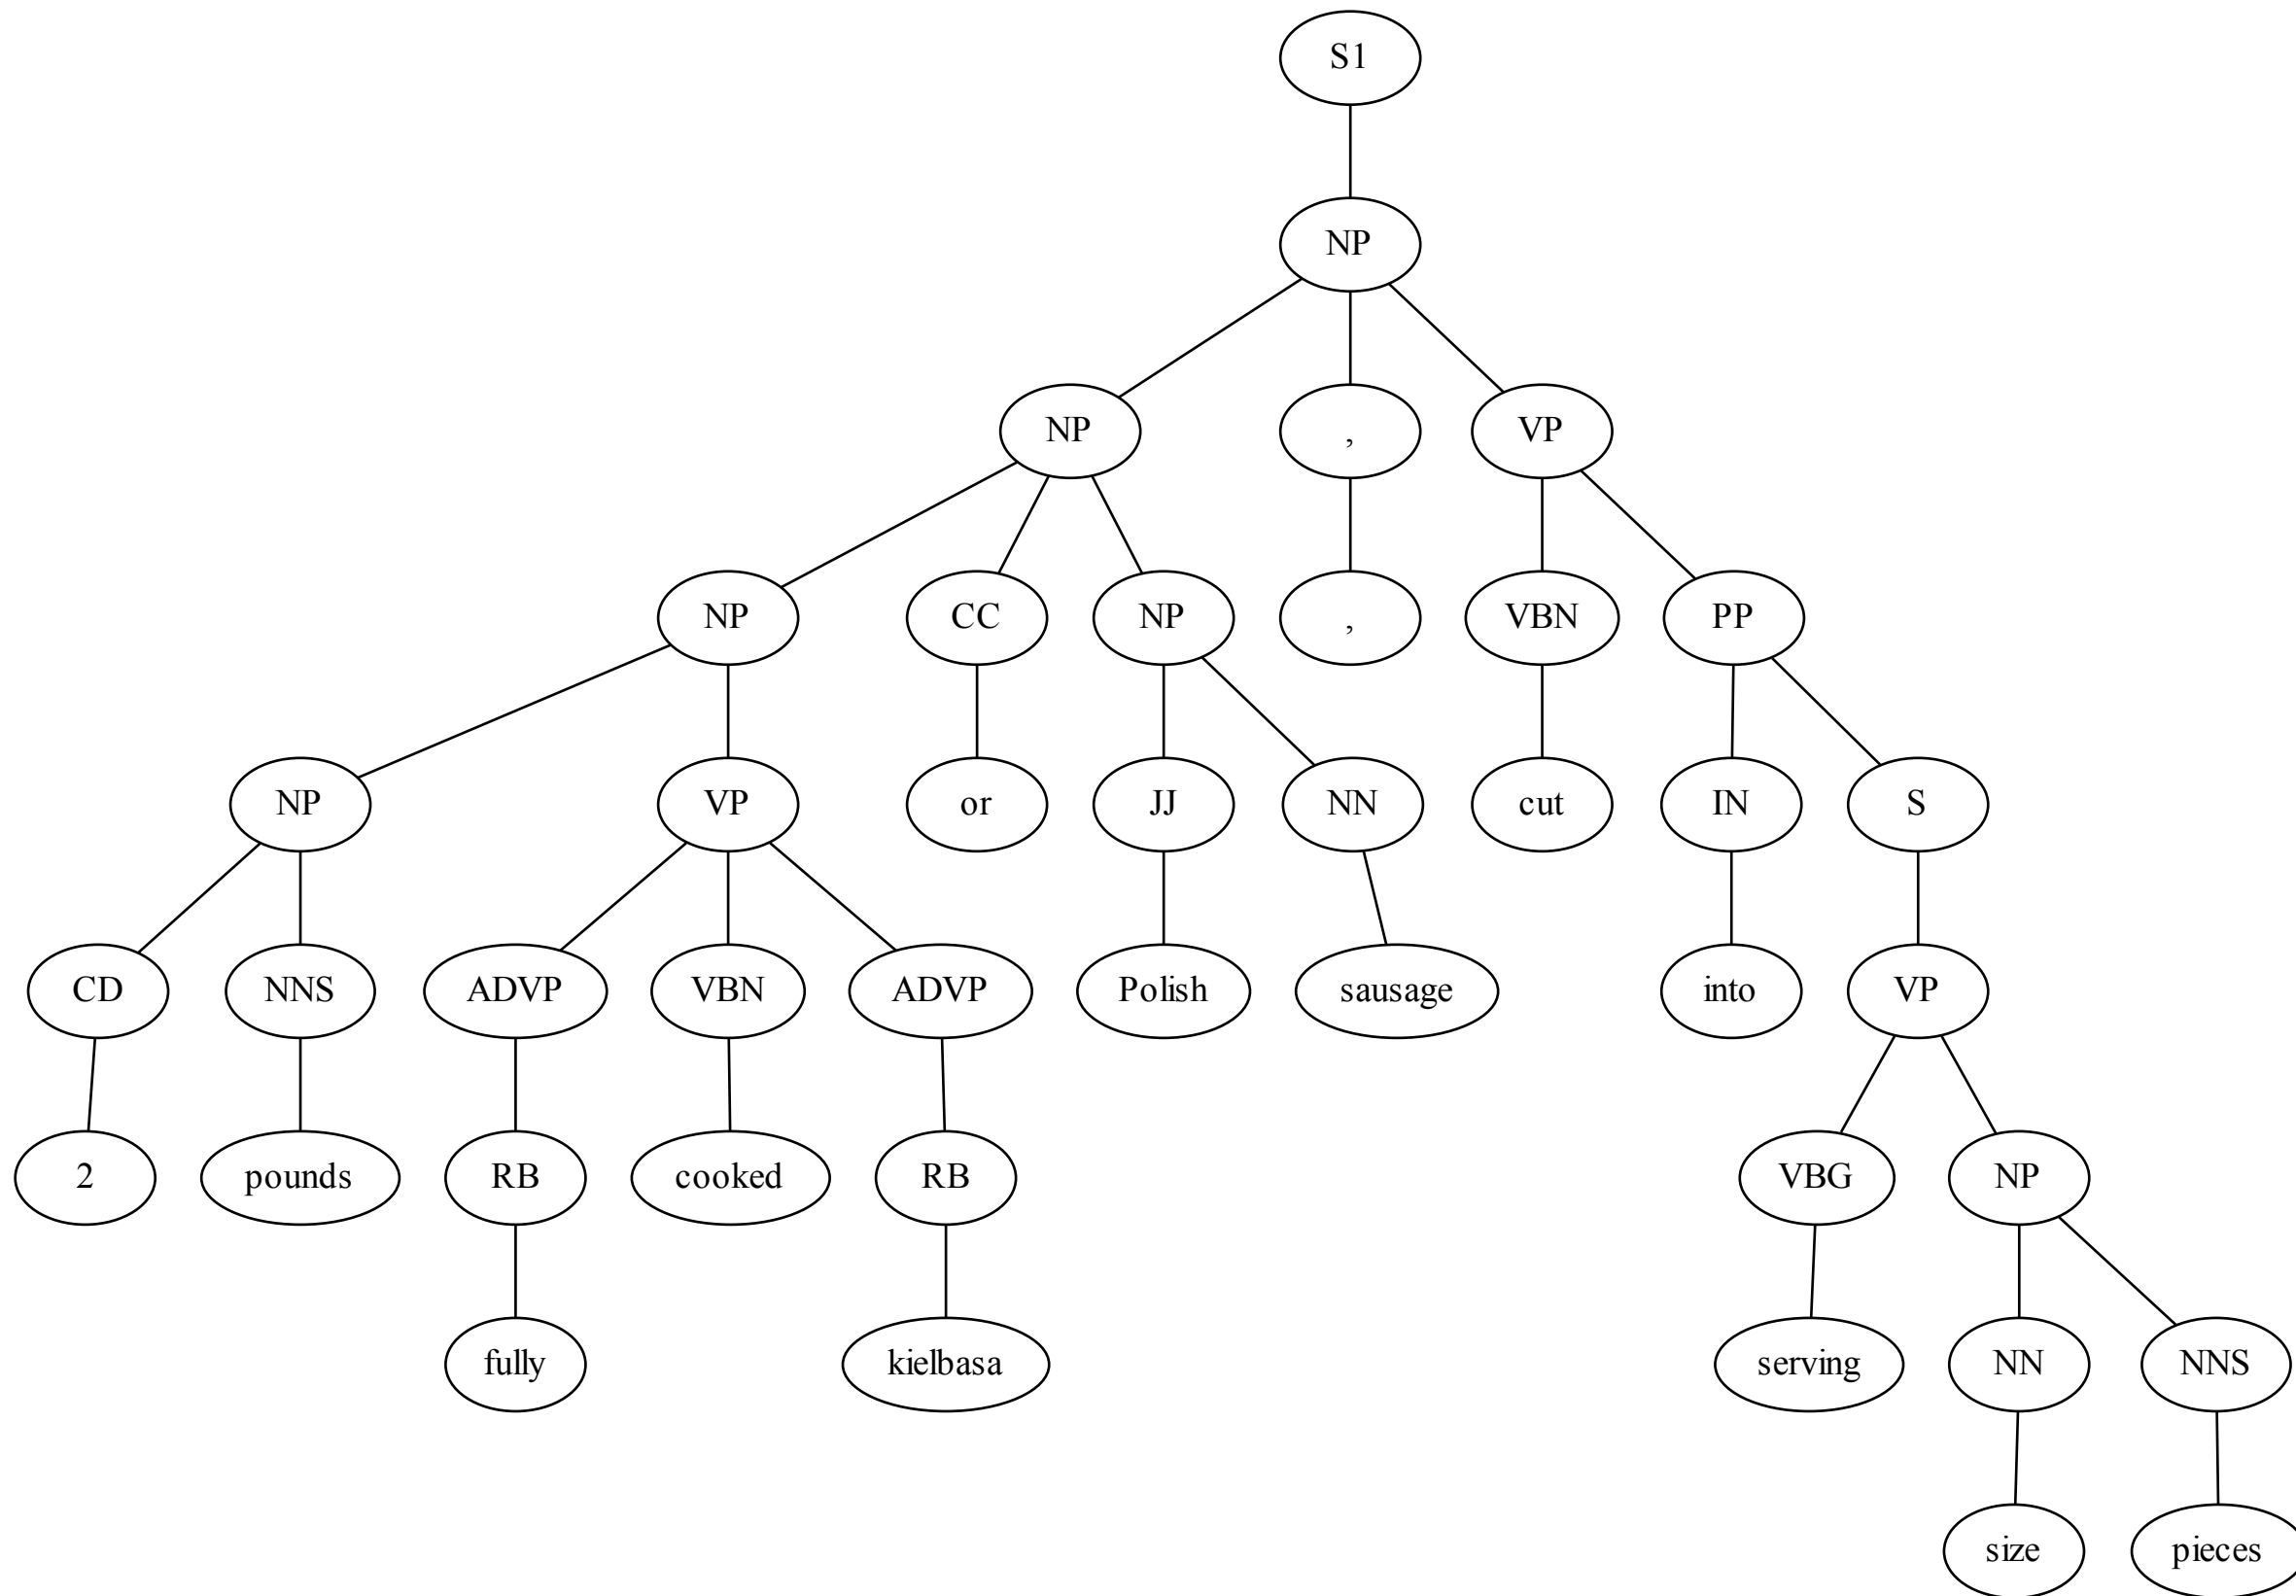 S1
NP
NP , VP
NP CC NP , VBN PP
NP VP or JJ NN cut IN S
CD NNS ADVP VBN ADVP Polish sausage into VP
2 pounds RB cooked RB VBG NP
fully kielbasa serving NN NNS
size pieces